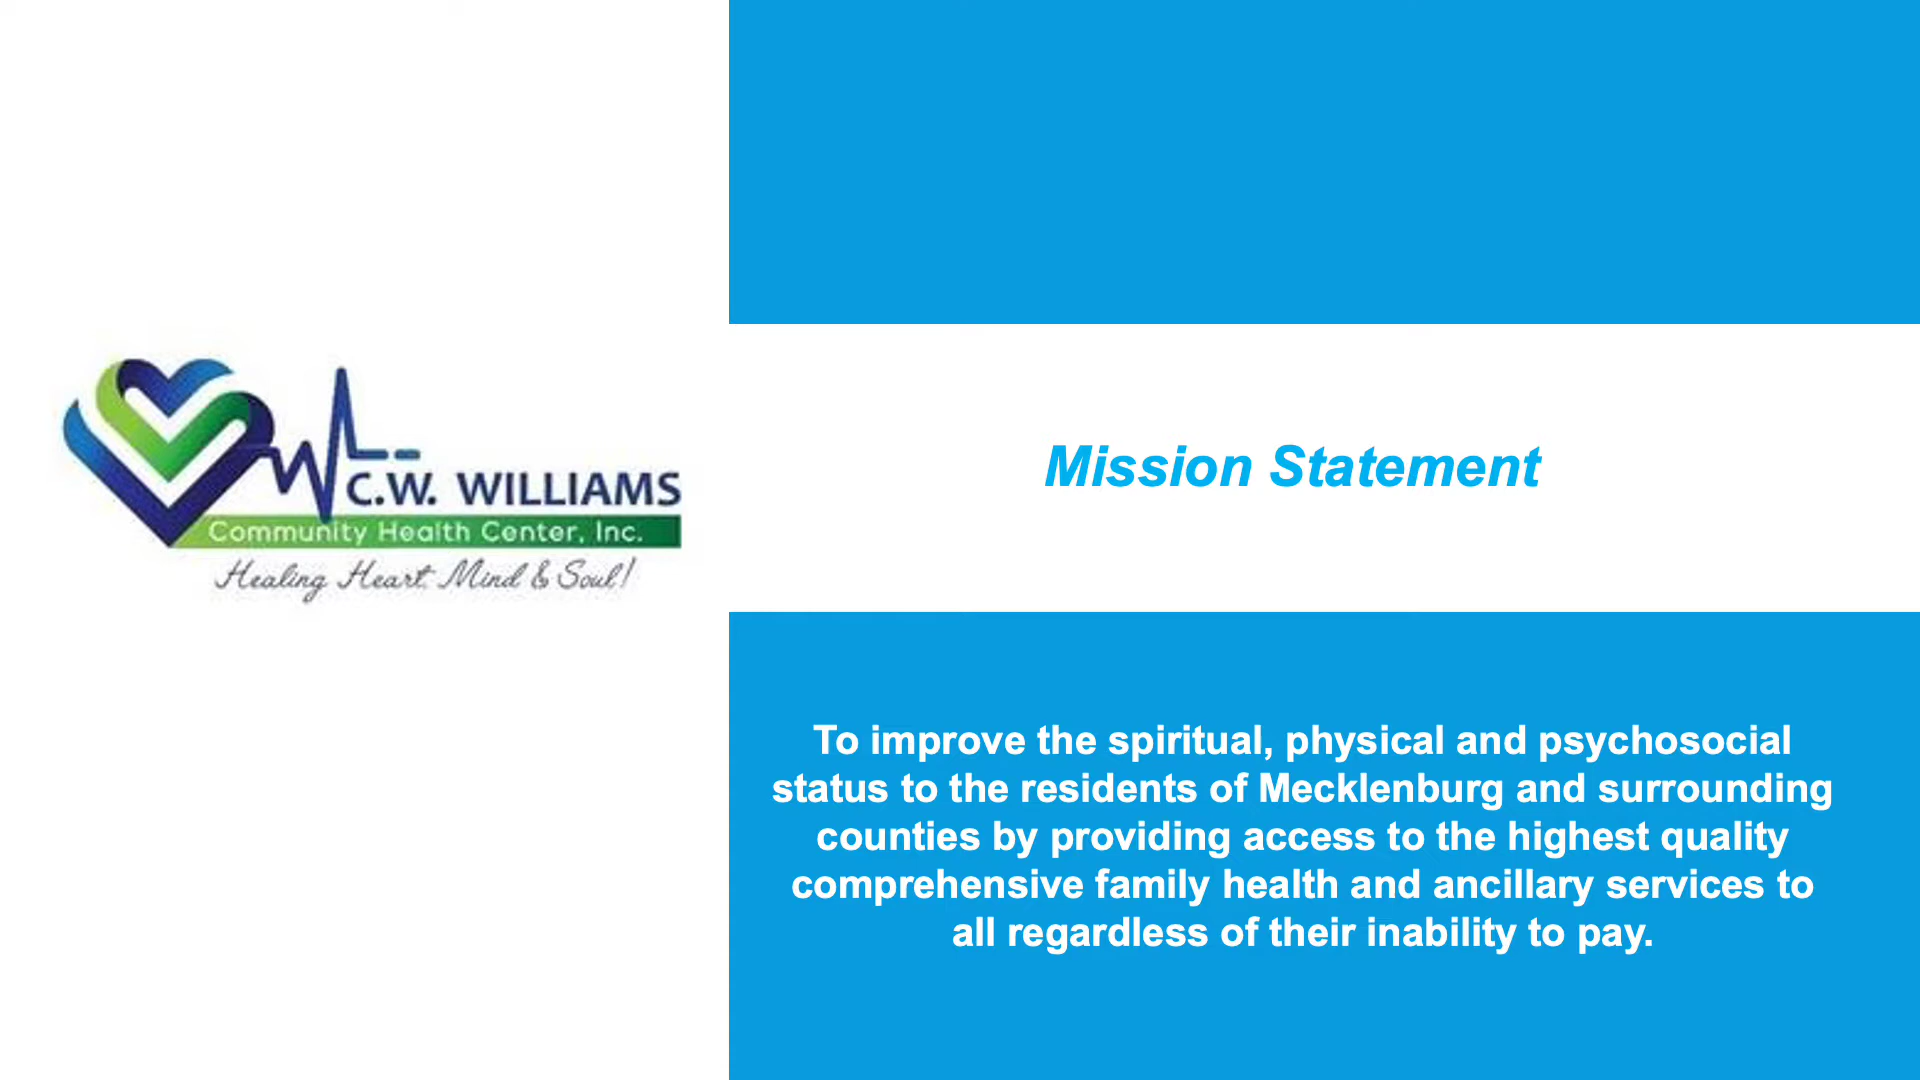 C.W. WILLIAMS
Community Health Center, Inc.
Healing Heart, Mind & Soul!
Mission Statement
To improve the spiritual, physical and psychosocial
status to the residents of Mecklenburg and surrounding
counties by providing access to the highest quality
comprehensive family health and ancillary services to
all regardless of their inability to pay.